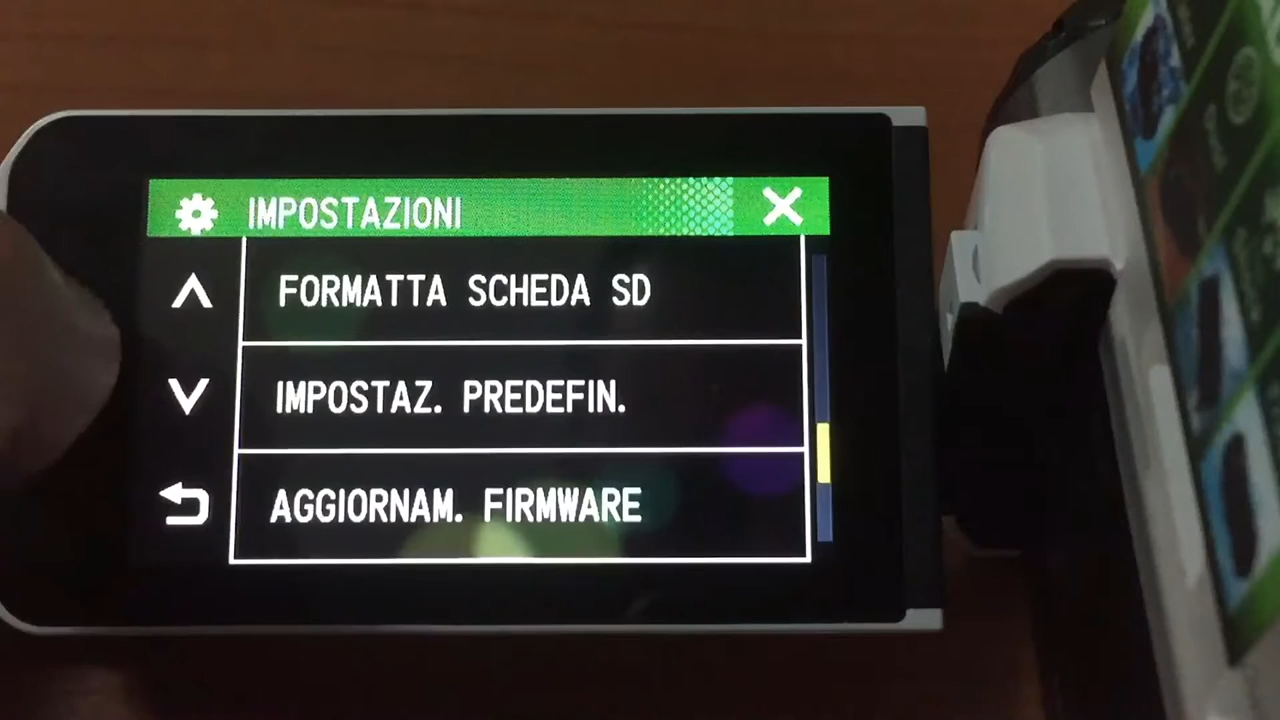 IMPOSTAZIONI
FORMATTA SCHEDA SD
IMPOSTAZ. PREDEFIN.
AGGIORNAM. FIRMWARE